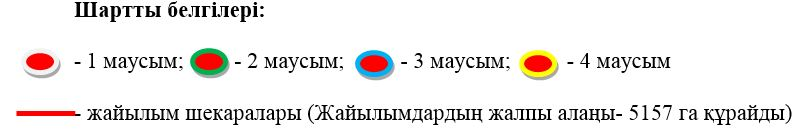 Шартты белгілері:
- 1 маусым; - 2 маусым; - 3 маусым; - 4 маусым
- жайылым шекаралары (Жайылымдардың жалпы алаңы- 5157 га құрайды)